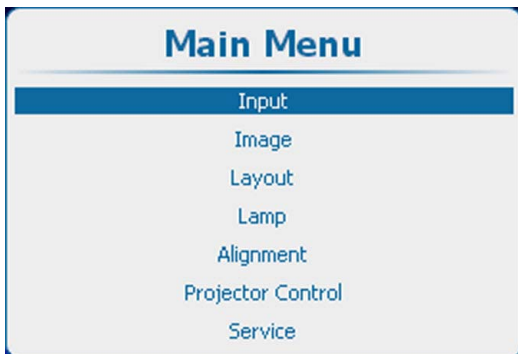 Main Menu
Input
Image
Layout
Lamp
Alignment
Projector Control
Service